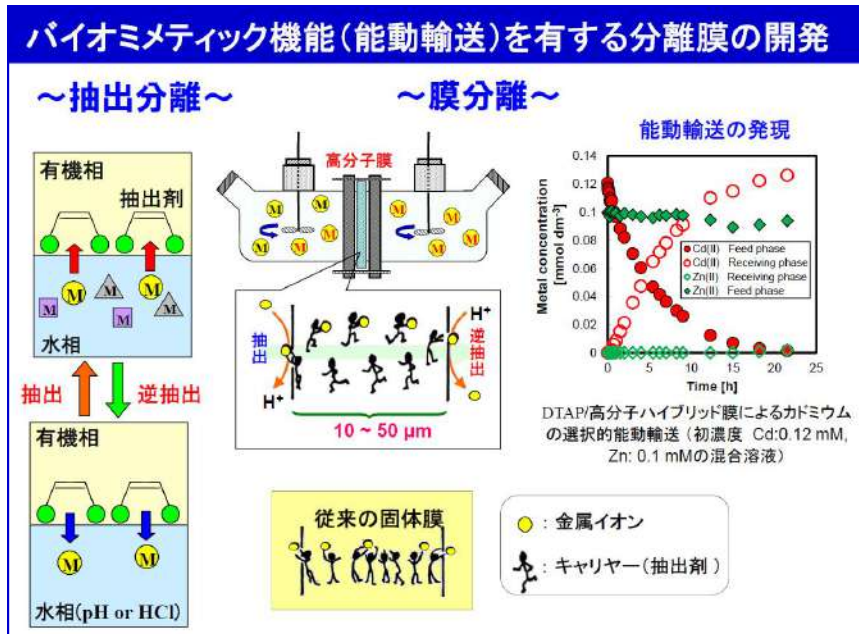 バイオミメティック機能(能動輸送)を有する分離膜の開発
～抽出分離～
～膜分離～
有機相
抽出剤
M
M
M
M
M
M
水相
抽出
逆抽出
有機相
M
M
水相(pH or HCl)
高分子膜
M
M
M
M
M
M
M
M
M
M
抽出
H⁺
H⁺
逆抽出
10 ~ 50 μm
従来の固体膜
: 金属イオン
: キャリヤー(抽出剤)
能動輸送の発現
Metal concentration
[mmol dm⁻³]
0.14
0.12
0.1
0.08
0.06
0.04
0.02
0
Cd(II) Feed phase
Cd(II) Receiving phase
Zn(II) Receiving phase
Zn(II) Feed phase
0 5 10 15 20 25
Time [h]
DTAP/高分子ハイブリッド膜によるカドミウム
の選択的能動輸送(初濃度 Cd:0.12 mM,
Zn: 0.1 mMの混合溶液)